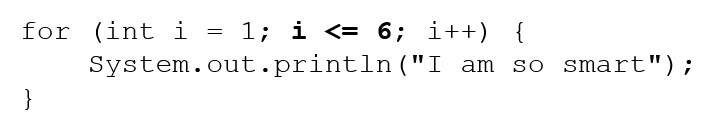 for (int i = 1; i <= 6; i++) {
    System.out.println("I am so smart");
}